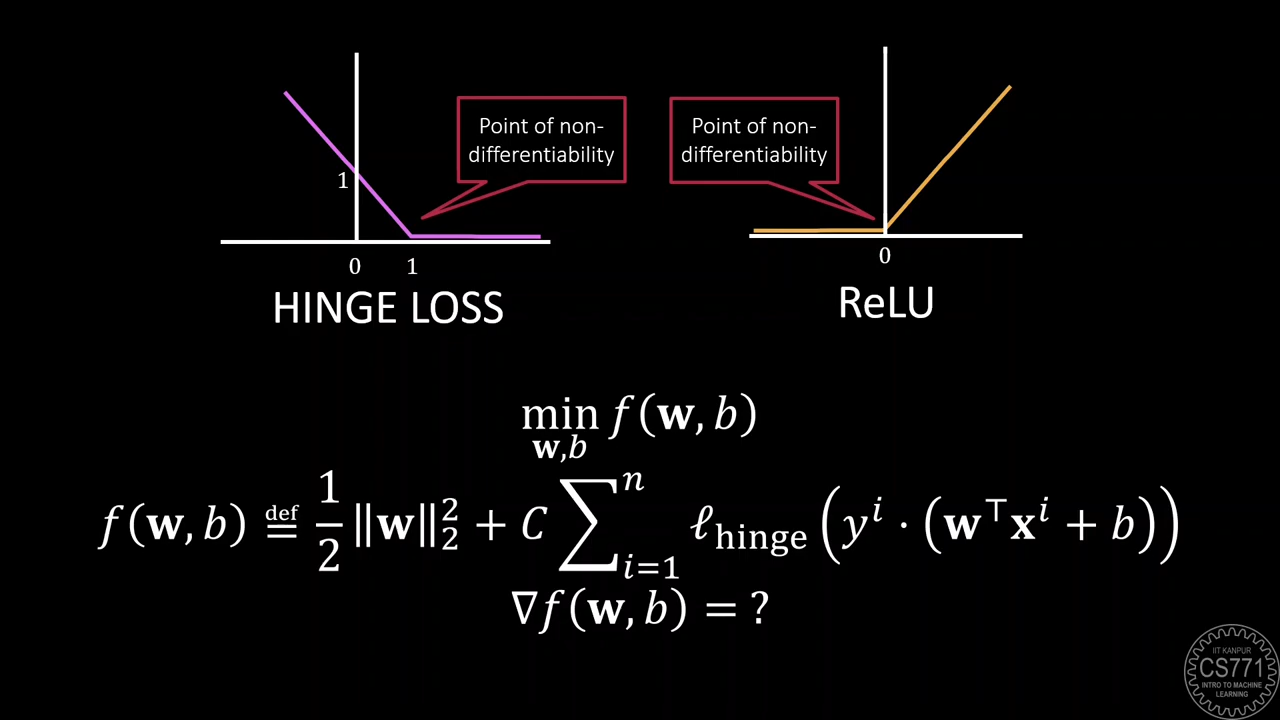 Point of non-
differentiability
1
0 1
HINGE LOSS
Point of non-
differentiability
0
ReLU
min f(𝐰, b)
𝐰,b
f(𝐰, b) ≝ 1/2 ‖𝐰‖₂² + C ∑ⁿᵢ₌₁ ℓ_hinge (yⁱ · (𝐰⊤𝐱ⁱ + b))
∇f(𝐰, b) = ?
IIT KANPUR
CS771
INTRO TO MACHINE
LEARNING